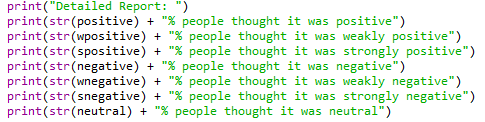 print("Detailed Report: ")
print(str(positive) + "% people thought it was positive")
print(str(wpositive) + "% people thought it was weakly positive")
print(str(spositive) + "% people thought it was strongly positive")
print(str(negative) + "% people thought it was negative")
print(str(wnegative) + "% people thought it was weakly negative")
print(str(snegative) + "% people thought it was strongly negative")
print(str(neutral) + "% people thought it was neutral")